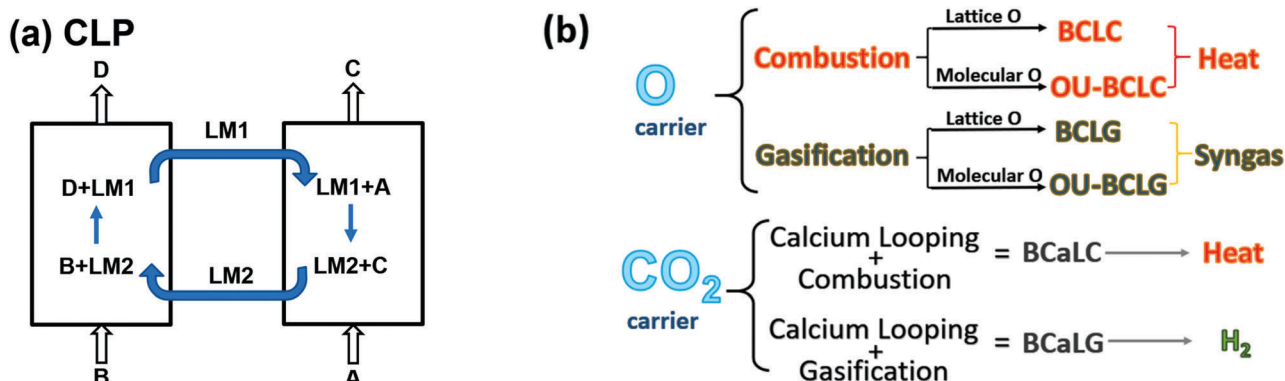 (a) CLP
D
C
LM1
D+LM1
LM1+A
B+LM2
LM2+C
LM2
B
A
(b)
O
carrier
Combustion
Lattice O
BCLC
Molecular O
OU-BCLC
Heat
Gasification
Lattice O
BCLG
Molecular O
OU-BCLG
Syngas
CO₂
carrier
Calcium Looping
+
Combustion
= BCaLC
Heat
Calcium Looping
+
Gasification
= BCaLG
H₂